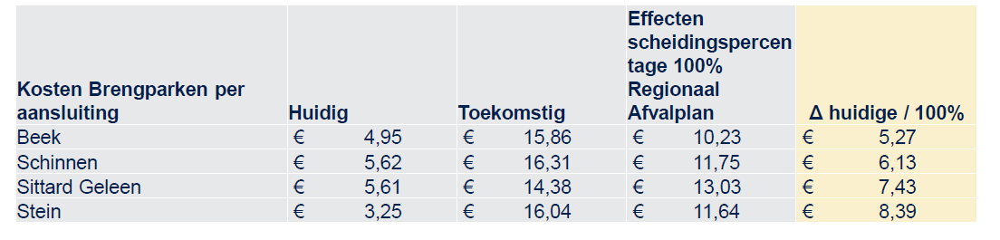 Effecten
scheidingspercen
tage 100%
Regionaal
Kosten Brengparken per
aansluiting Huidig Toekomstig Afvalplan Δ huidige / 100%
Beek € 4,95 € 15,86 € 10,23 € 5,27
Schinnen € 5,62 € 16,31 € 11,75 € 6,13
Sittard Geleen € 5,61 € 14,38 € 13,03 € 7,43
Stein € 3,25 € 16,04 € 11,64 € 8,39